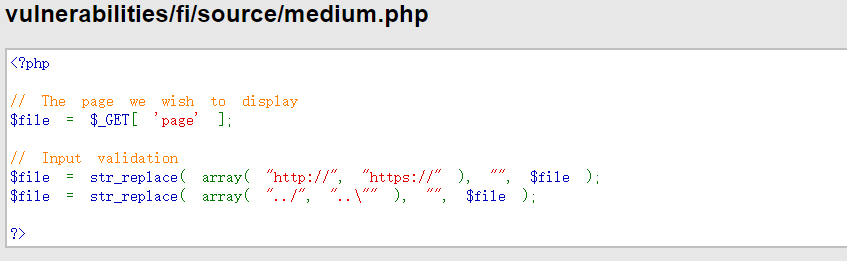 vulnerabilities/fi/source/medium.php
<?php
// The page we wish to display
$file = $_GET[ 'page' ];
// Input validation
$file = str_replace( array( "http://", "https://" ), "", $file );
$file = str_replace( array( "../", "..\"" ), "", $file );
?>